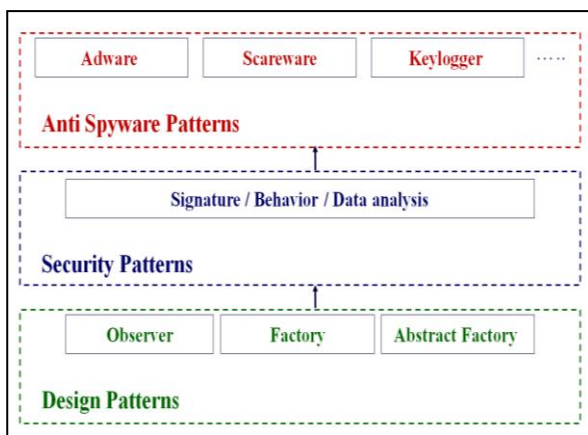 Adware Scareware Keylogger .....
Anti Spyware Patterns
Signature / Behavior / Data analysis
Security Patterns
Observer Factory Abstract Factory
Design Patterns